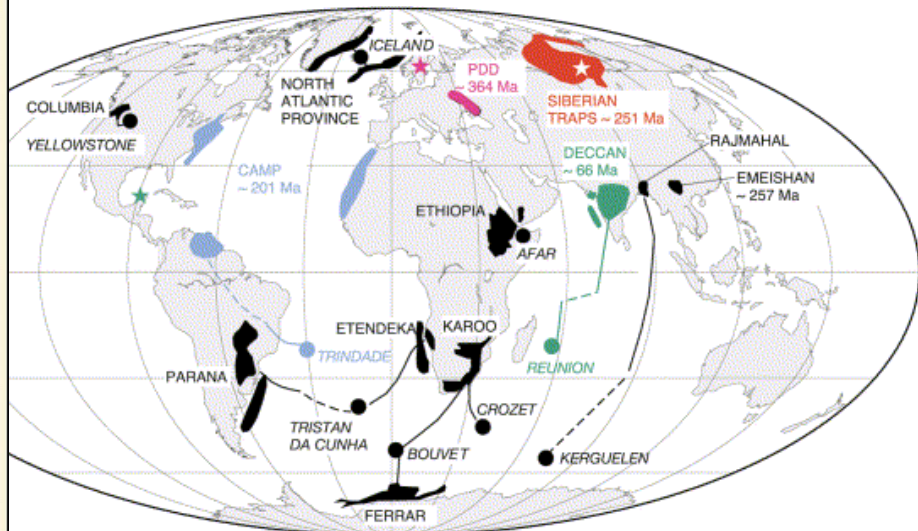 ICELAND
NORTH
ATLANTIC
PROVINCE
PDD
~ 364 Ma
SIBERIAN
TRAPS ~ 251 Ma
COLUMBIA
YELLOWSTONE
CAMP
~ 201 Ma
DECCAN
~ 66 Ma
RAJMAHAL
EMEISHAN
~ 257 Ma
ETHIOPIA
AFAR
ETENDEKA
KAROO
TRINDADE
REUNION
PARANA
TRISTAN
DA CUNHA
CROZET
BOUVET
KERGUELEN
FERRAR